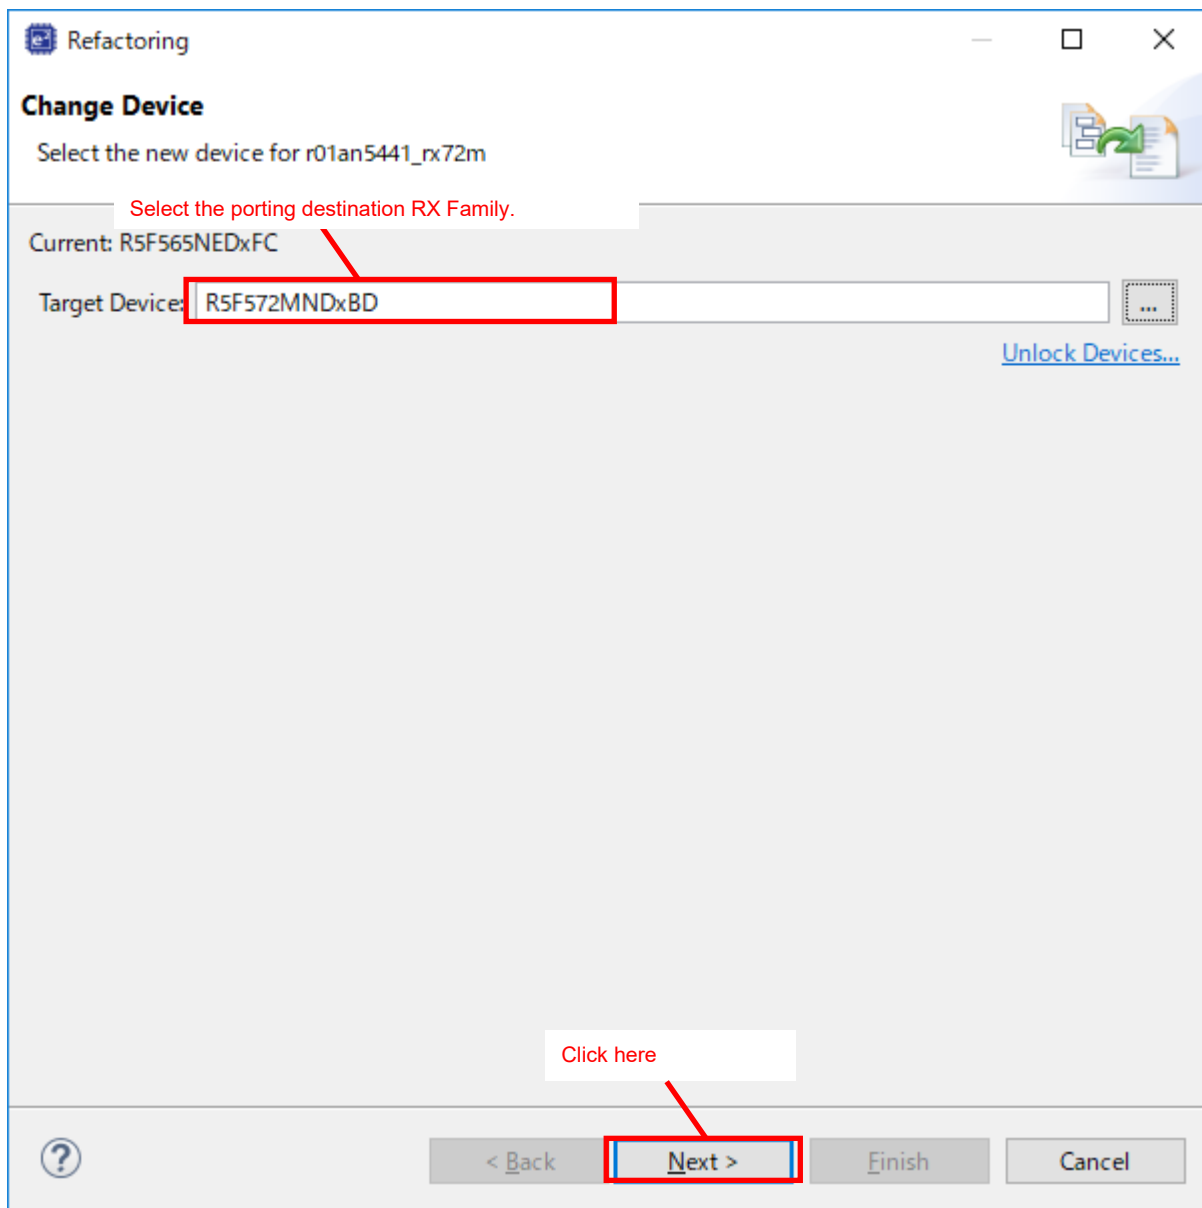 Refactoring
Change Device
Select the new device for r01an5441_rx72m
Select the porting destination RX Family.
Current: R5F565NEDxFC
Target Device: R5F572MNDxBD ...
Unlock Devices...
Click here
? < Back Next > Finish Cancel